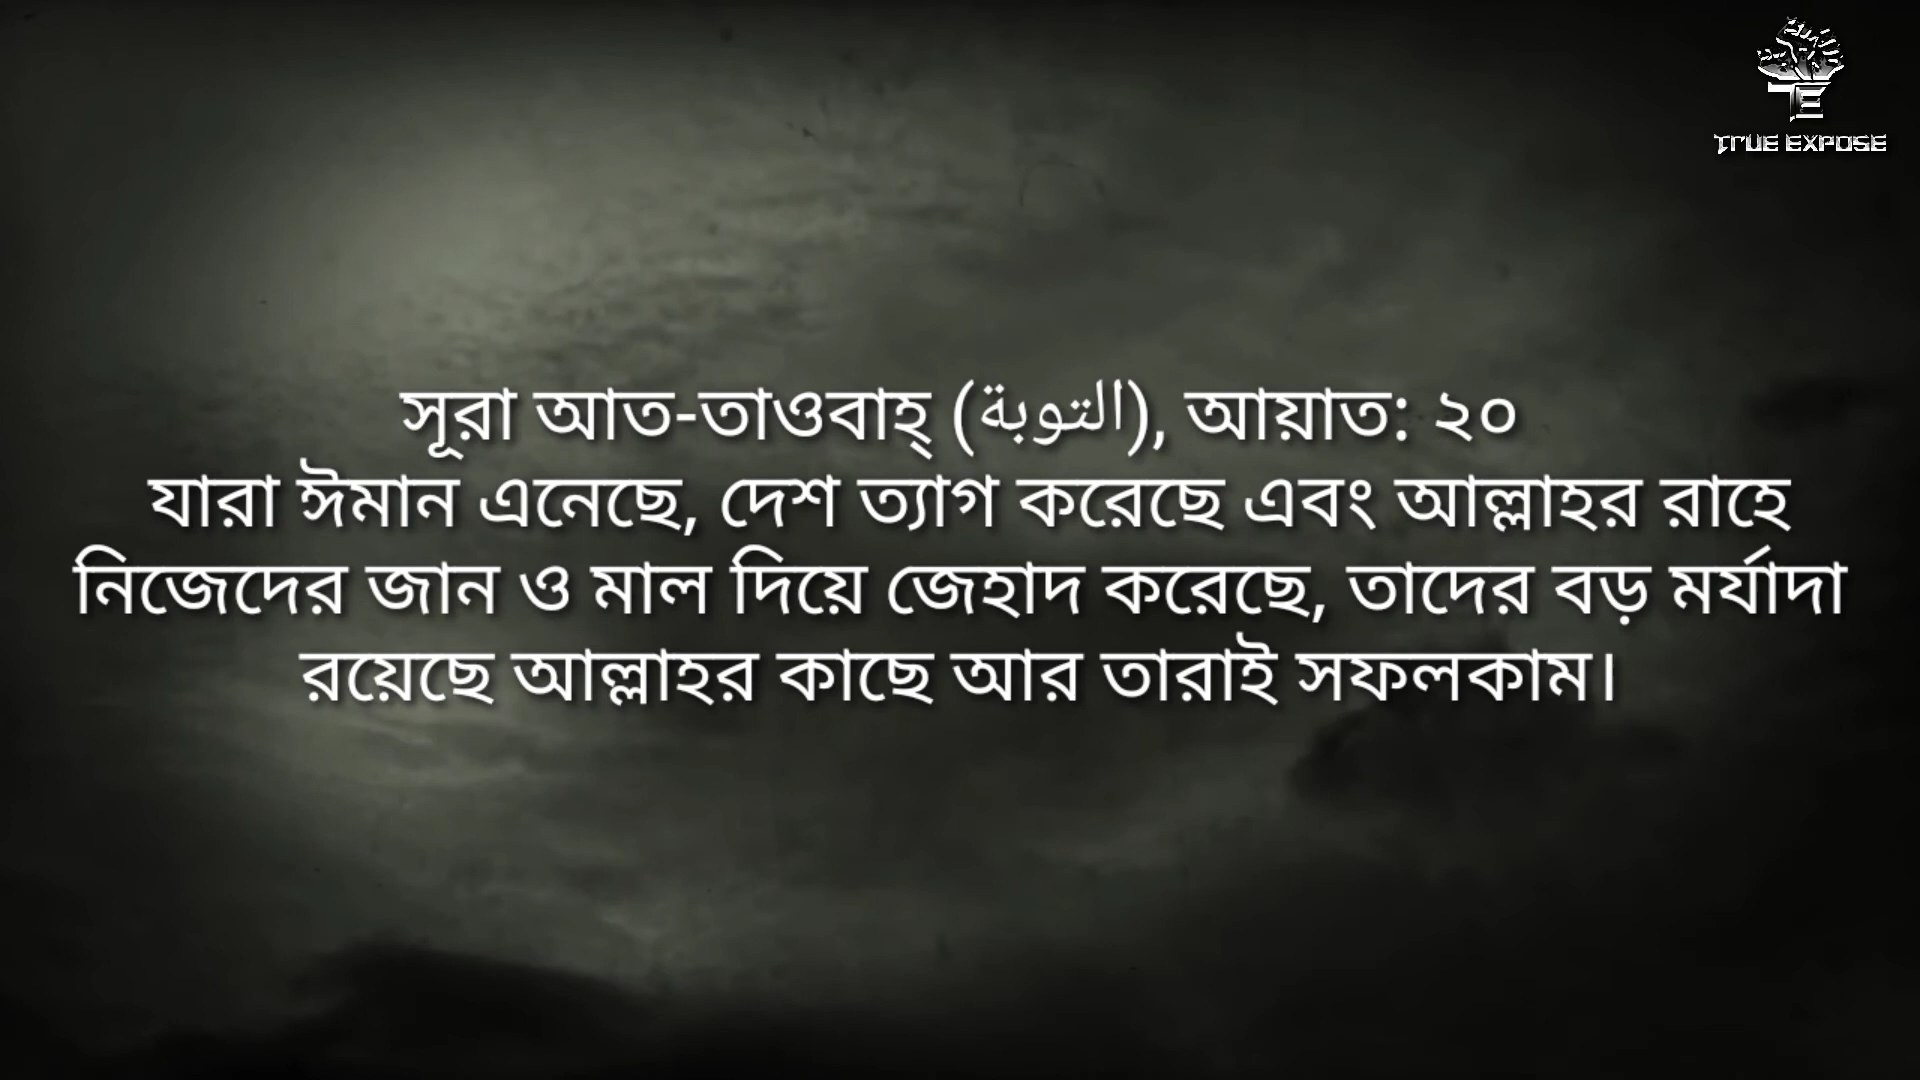 TRUE EXPOSE
সূরা আত-তাওবাহ্ (التوبة), আয়াত: ২০
যারা ঈমান এনেছে, দেশ ত্যাগ করেছে এবং আল্লাহর রাহে
নিজেদের জান ও মাল দিয়ে জেহাদ করেছে, তাদের বড় মর্যাদা
রয়েছে আল্লাহর কাছে আর তারাই সফলকাম।